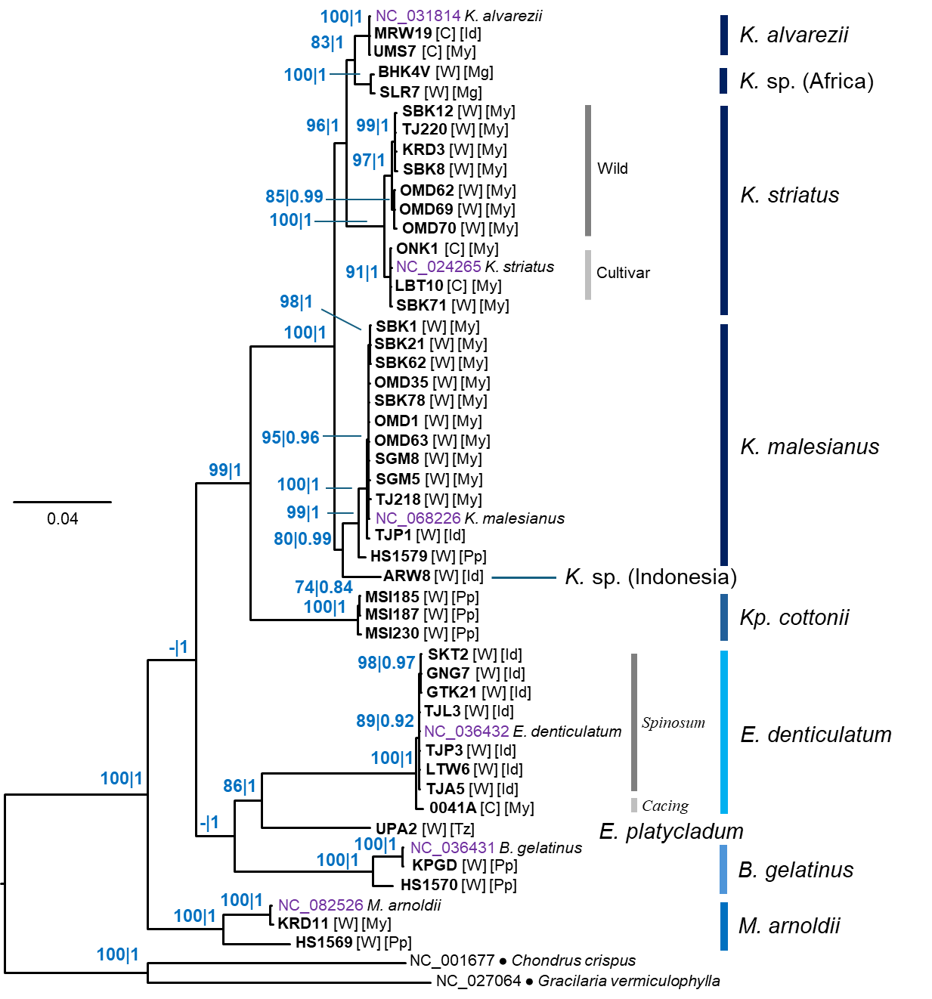 100|1
NC_031814 K. alvarezii
MRW19 [C] [Id]
83|1
UMS7 [C] [My]
K. alvarezii
100|1
BHK4V [W] [Mg]
SLR7 [W] [Mg]
K. sp. (Africa)
SBK12 [W] [My]
96|1
99|1
TJ220 [W] [My]
KRD3 [W] [My]
97|1
SBK8 [W] [My]
Wild
85|0.99
OMD62 [W] [My]
K. striatus
OMD69 [W] [My]
100|1
OMD70 [W] [My]
ONK1 [C] [My]
91|1
NC_024265 K. striatus
Cultivar
LBT10 [C] [My]
98|1
SBK71 [W] [My]
100|1
SBK1 [W] [My]
SBK21 [W] [My]
SBK62 [W] [My]
OMD35 [W] [My]
SBK78 [W] [My]
OMD1 [W] [My]
95|0.96
OMD63 [W] [My]
K. malesianus
SGM8 [W] [My]
99|1
SGM5 [W] [My]
100|1
TJ218 [W] [My]
0.04
99|1
NC_068226 K. malesianus
80|0.99
TJP1 [W] [Id]
HS1579 [W] [Pp]
ARW8 [W] [Id]
K. sp. (Indonesia)
74|0.84
MSI185 [W] [Pp]
100|1
MSI187 [W] [Pp]
Kp. cottonii
MSI230 [W] [Pp]
-|1
SKT2 [W] [Id]
98|0.97
GNG7 [W] [Id]
GTK21 [W] [Id]
TJL3 [W] [Id]
89|0.92
Spinosum
NC_036432 E. denticulatum
E. denticulatum
TJP3 [W] [Id]
100|1
LTW6 [W] [Id]
100|1
86|1
TJA5 [W] [Id]
0041A [C] [My]
Cacing
-|1
UPA2 [W] [Tz]
E. platycladum
100|1
NC_036431 B. gelatinus
100|1
KPGD [W] [Pp]
B. gelatinus
HS1570 [W] [Pp]
100|1
NC_082526 M. arnoldii
100|1
KRD11 [W] [My]
M. arnoldii
HS1569 [W] [Pp]
100|1
NC_001677 ● Chondrus crispus
NC_027064 ● Gracilaria vermiculophylla